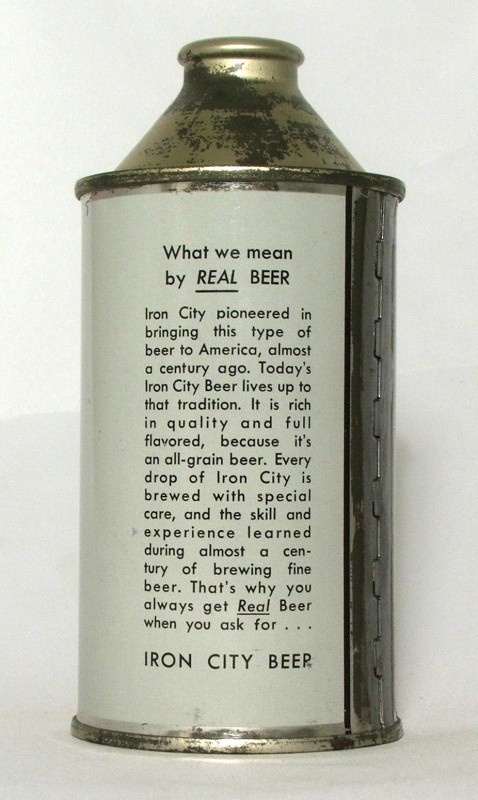 What we mean
by REAL BEER
Iron City pioneered in
bringing this type of
beer to America, almost
a century ago. Today's
Iron City Beer lives up to
that tradition. It is rich
in quality and full
flavored, because it's
an all-grain beer. Every
drop of Iron City is
brewed with special
care, and the skill and
experience learned
during almost a cen-
tury of brewing fine
beer. That's why you
always get Real Beer
when you ask for . . .
IRON CITY BEER